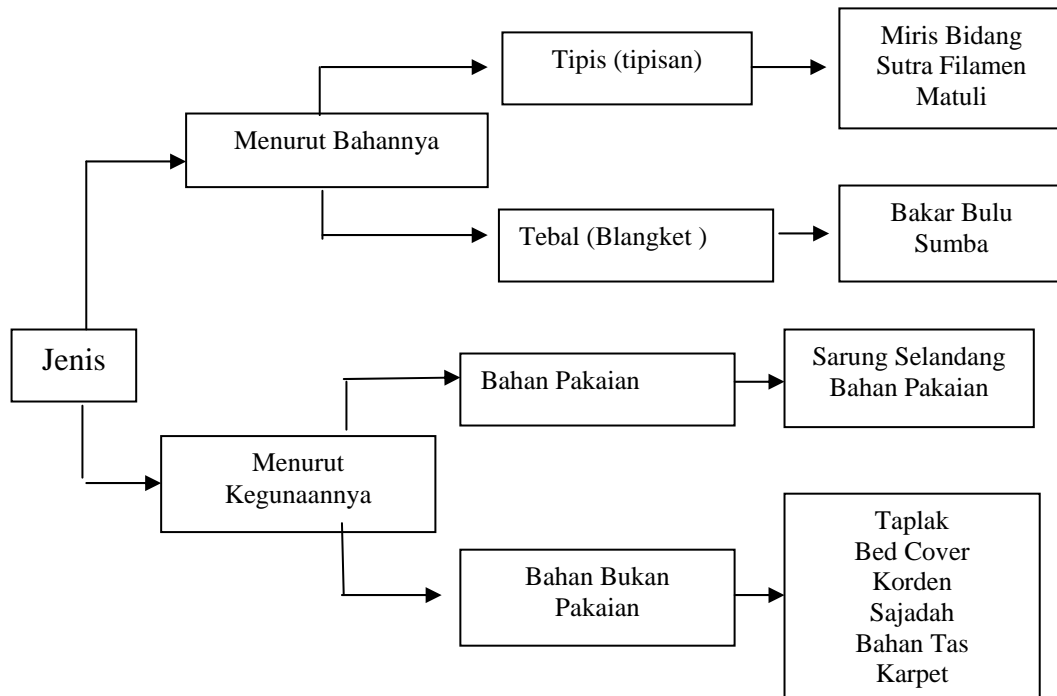 Tipis (tipisan)
Miris Bidang
Sutra Filamen
Matuli
Menurut Bahannya
Tebal (Blangket )
Bakar Bulu
Sumba
Jenis
Bahan Pakaian
Sarung Selandang
Bahan Pakaian
Menurut
Kegunaannya
Bahan Bukan
Pakaian
Taplak
Bed Cover
Korden
Sajadah
Bahan Tas
Karpet